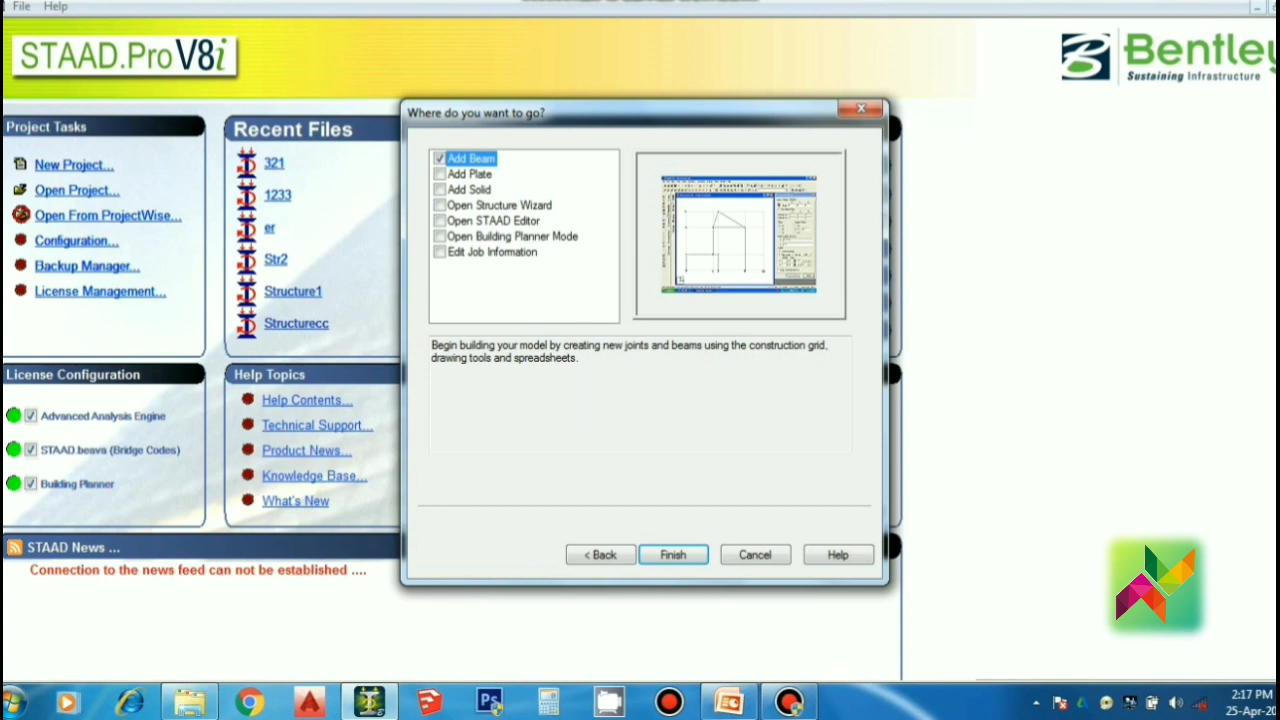 File Help
STAAD.Pro V8i
Bentley
Sustaining Infrastructure
Project Tasks
New Project...
Open Project...
Open From ProjectWise...
Configuration...
Backup Manager...
License Management...
Recent Files
321
1233
er
Str2
Structure1
Structurecc
License Configuration
Advanced Analysis Engine
STAAD.beava (Bridge Codes)
Building Planner
Help Topics
Help Contents...
Technical Support...
Product News...
Knowledge Base...
What's New
STAAD News ...
Connection to the news feed can not be established ....
Where do you want to go?
Add Beam
Add Plate
Add Solid
Open Structure Wizard
Open STAAD Editor
Open Building Planner Mode
Edit Job Information
Begin building your model by creating new joints and beams using the construction grid,
drawing tools and spreadsheets.
< Back Finish Cancel Help
2:17 PM
25-Apr-20